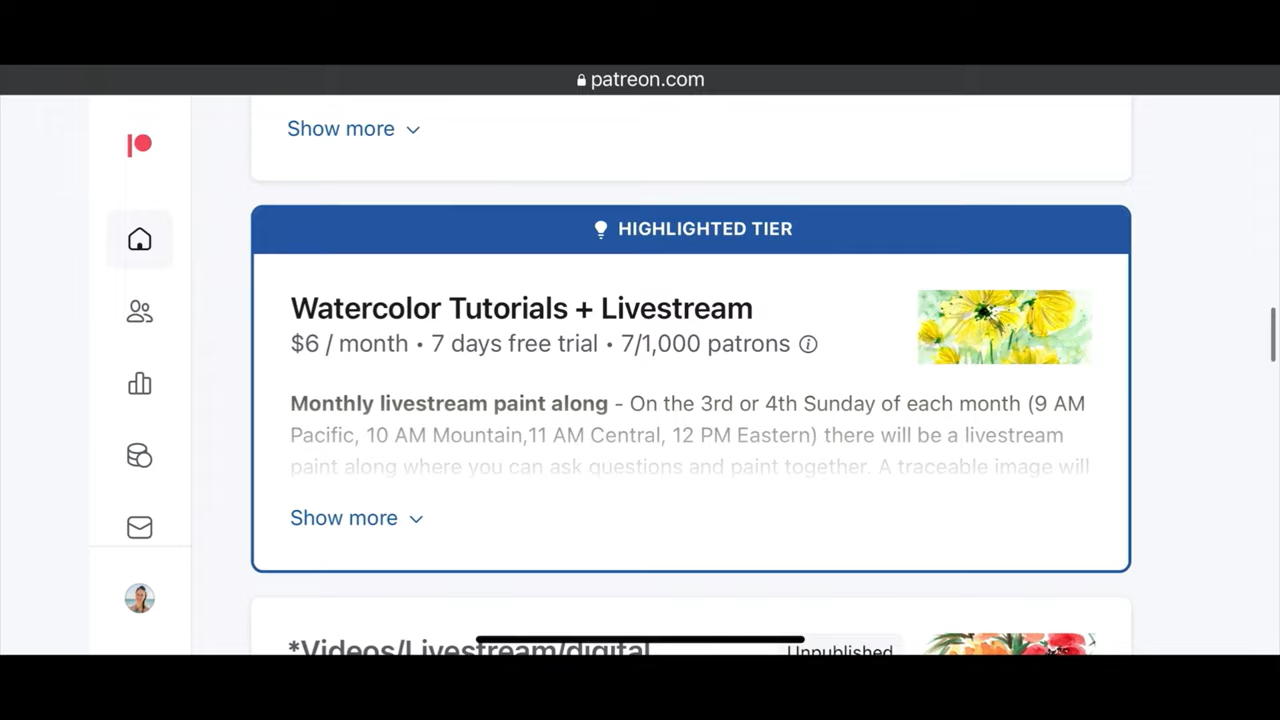 patreon.com
Show more
HIGHLIGHTED TIER
Watercolor Tutorials + Livestream
$6 / month • 7 days free trial • 7/1,000 patrons
Monthly livestream paint along - On the 3rd or 4th Sunday of each month (9 AM
Pacific, 10 AM Mountain,11 AM Central, 12 PM Eastern) there will be a livestream
paint along where you can ask questions and paint together. A traceable image will
Show more
*Videos/Livestream/digital
Unpublished